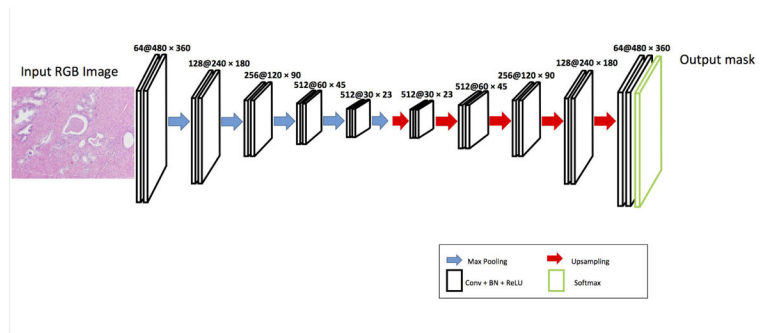 Input RGB Image
64@480 × 360
128@240 × 180
256@120 × 90
512@60 × 45
512@30 × 23
512@30 × 23
512@60 × 45
256@120 × 90
128@240 × 180
64@480 × 360
Output mask
Max Pooling
Upsampling
Conv + BN + ReLU
Softmax